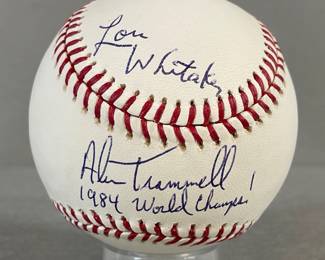 Lou
Whitaker
Alan Trammell
1984 World Champs!